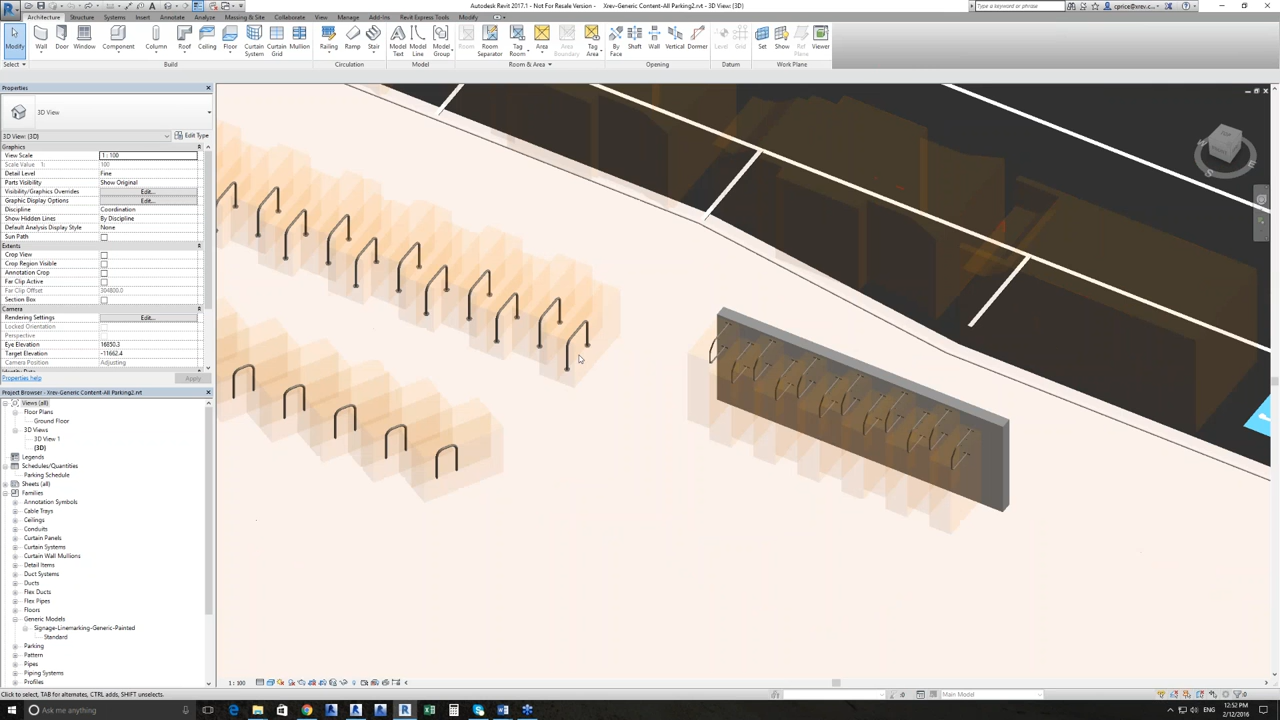 Autodesk Revit 2017.1 - Not For Resale Version - Xrev-Generic Content-All Parking2.rvt - 3D View: {3D}
Type a keyword or phrase
cprice@xrev.c...
Architecture Structure Systems Insert Annotate Analyze Massing & Site Collaborate View Manage Add-Ins Revit Express Tools Modify
Modify Wall Door Window Component Column Roof Ceiling Floor Curtain System Curtain Grid Mullion Railing Ramp Stair Model Text Model Line Model Group Room Room Separator Tag Room Area Area Boundary Tag Area By Face Shaft Wall Vertical Dormer Level Grid Set Show Ref Plane Viewer
Select Build Circulation Model Room & Area Opening Datum Work Plane
Properties
3D View
3D View: {3D} Edit Type
Graphics
View Scale 1 : 100
Scale Value 1: 100
Detail Level Fine
Parts Visibility Show Original
Visibility/Graphics Overrides Edit...
Graphic Display Options Edit...
Discipline Coordination
Show Hidden Lines By Discipline
Default Analysis Display Style None
Sun Path
Extents
Crop View
Crop Region Visible
Annotation Crop
Far Clip Active
Far Clip Offset 304800.0
Section Box
Camera
Rendering Settings Edit...
Locked Orientation
Perspective
Eye Elevation 16850.3
Target Elevation -11662.4
Camera Position Adjusting
Properties help Apply
Project Browser - Xrev-Generic Content-All Parking2.rvt
Views (all)
Floor Plans
Ground Floor
3D Views
3D View 1
{3D}
Legends
Schedules/Quantities
Parking Schedule
Sheets (all)
Families
Annotation Symbols
Cable Trays
Ceilings
Conduits
Curtain Panels
Curtain Systems
Curtain Wall Mullions
Detail Items
Duct Systems
Ducts
Flex Ducts
Flex Pipes
Floors
Generic Models
Signage-Linemarking-Generic-Painted
Standard
Parking
Pattern
Pipes
Piping Systems
Profiles
1 : 100
Click to select, TAB for alternates, CTRL adds, SHIFT unselects.
:0
Main Model
:0
Ask me anything
ENG
12:52 PM
2/12/2016